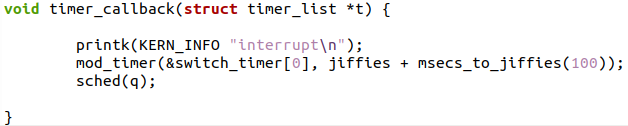 void timer_callback(struct timer_list *t) {
printk(KERN_INFO "interrupt\n");
mod_timer(&switch_timer[0], jiffies + msecs_to_jiffies(100));
sched(q);
}